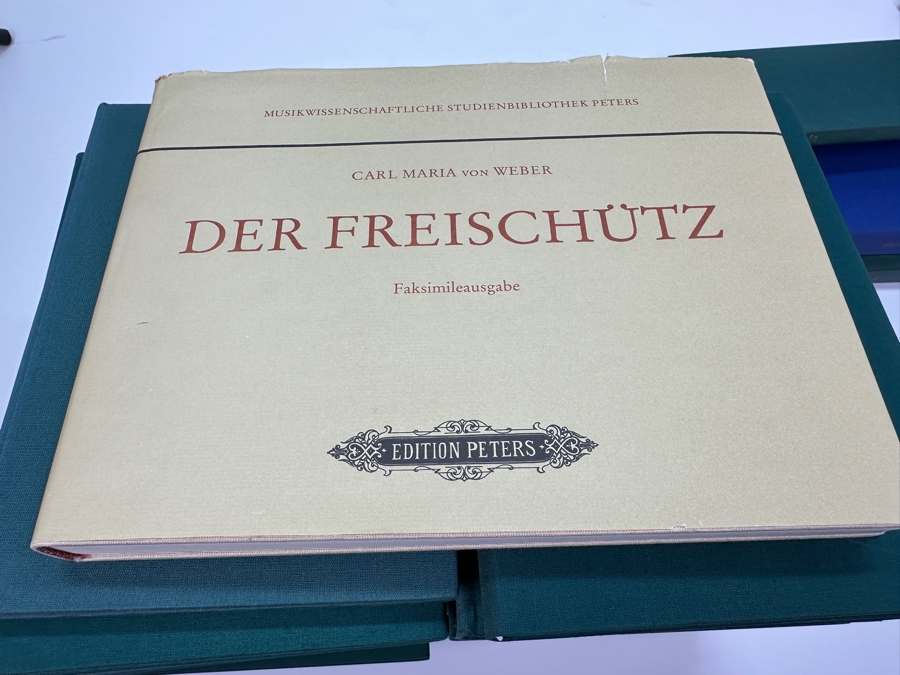 MUSIKWISSENSCHAFTLICHE STUDIENBIBLIOTHEK PETERS
CARL MARIA VON WEBER
DER FREISCHÜTZ
Faksimileausgabe
EDITION PETERS